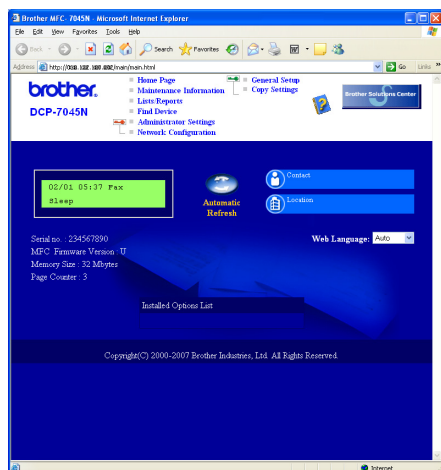 Brother MFC- 7045N - Microsoft Internet Explorer
File Edit View Favorites Tools Help
Back Search Favorites
Address /main/main.html Go Links »
brother.
DCP-7045N
Home Page
Maintenance Information
Lists/Reports
Find Device
Administrator Settings
Network Configuration
General Setup
Copy Settings
Brother Solutions Center
02/01 05:37 Fax
Sleep
Automatic
Refresh
Contact
Location
Serial no. : 234567890
MFC Firmware Version : U
Memory Size : 32 Mbytes
Page Counter : 3
Web Language: Auto
Installed Options List
Copyright(C) 2000-2007 Brother Industries, Ltd. All Rights Reserved.
Internet